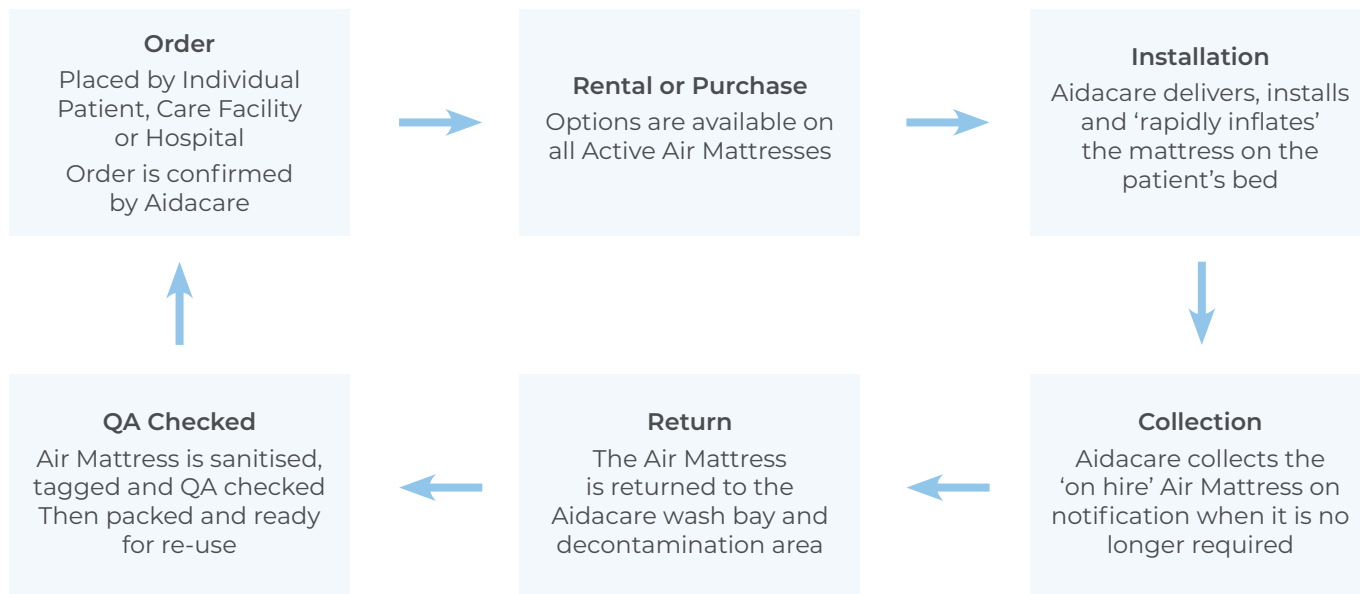 Order
Placed by Individual
Patient, Care Facility
or Hospital
Order is confirmed
by Aidacare
Rental or Purchase
Options are available on
all Active Air Mattresses
Installation
Aidacare delivers, installs
and ‘rapidly inflates’
the mattress on the
patient’s bed
Collection
Aidacare collects the
‘on hire’ Air Mattress on
notification when it is no
longer required
Return
The Air Mattress
is returned to the
Aidacare wash bay and
decontamination area
QA Checked
Air Mattress is sanitised,
tagged and QA checked
Then packed and ready
for re-use